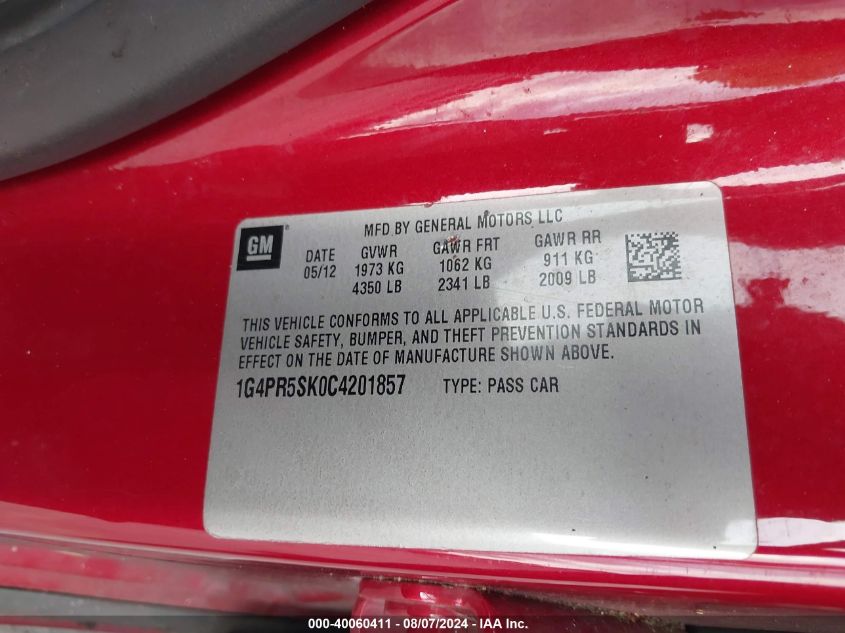 GM
MFD BY GENERAL MOTORS LLC
DATE GVWR GAWR FRT GAWR RR
05/12 1973 KG 1062 KG 911 KG
4350 LB 2341 LB 2009 LB
THIS VEHICLE CONFORMS TO ALL APPLICABLE U.S. FEDERAL MOTOR
VEHICLE SAFETY, BUMPER, AND THEFT PREVENTION STANDARDS IN
EFFECT ON THE DATE OF MANUFACTURE SHOWN ABOVE.
1G4PR5SK0C4201857 TYPE: PASS CAR
000-40060411 - 08/07/2024 - IAA Inc.